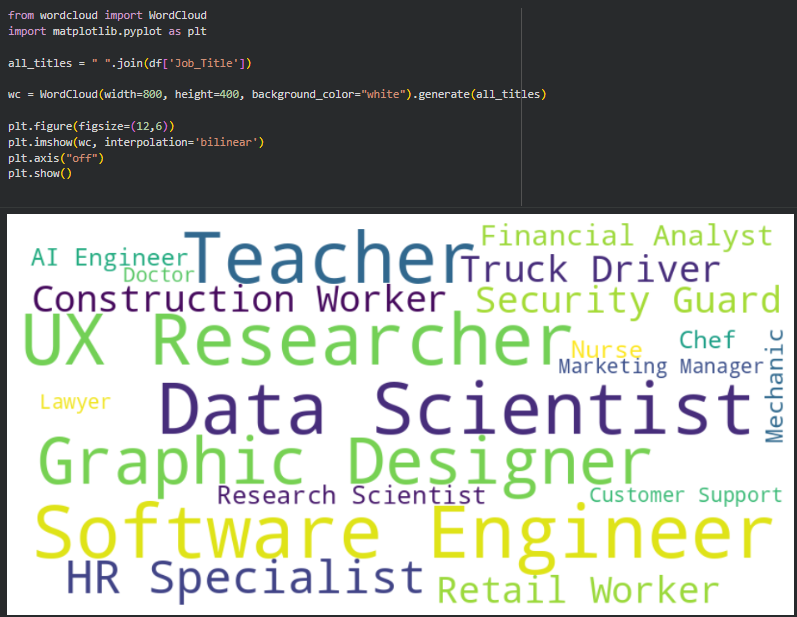 from wordcloud import WordCloud
import matplotlib.pyplot as plt
all_titles = " ".join(df['Job_Title'])
wc = WordCloud(width=800, height=400, background_color="white").generate(all_titles)
plt.figure(figsize=(12,6))
plt.imshow(wc, interpolation='bilinear')
plt.axis("off")
plt.show()
Financial Analyst
Teacher
AI Engineer
Doctor
Truck Driver
Construction Worker
Security Guard
UX Researcher
Nurse
Chef
Marketing Manager
Mechanic
Lawyer
Data Scientist
Graphic Designer
Research Scientist
Customer Support
Software Engineer
HR Specialist
Retail Worker